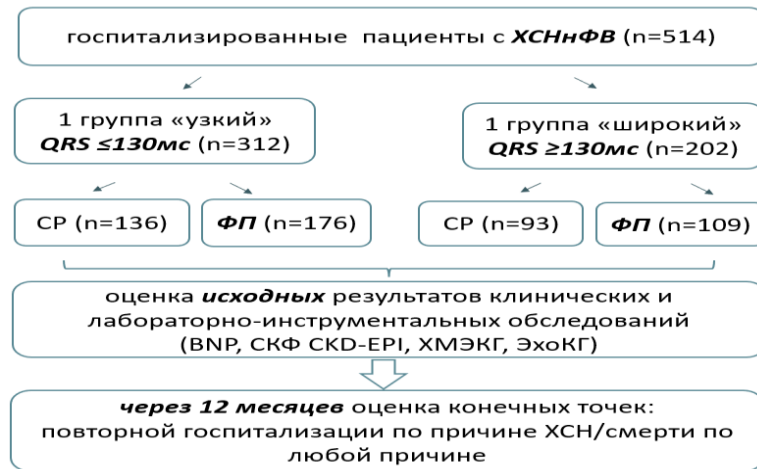 госпитализированные пациенты с ХСНнФВ (n=514)
1 группа «узкий»
QRS ≤130мс (n=312)
1 группа «широкий»
QRS ≥130мс (n=202)
СР (n=136)
ФП (n=176)
СР (n=93)
ФП (n=109)
оценка исходных результатов клинических и
лабораторно-инструментальных обследований
(BNP, СКФ CKD-EPI, ХМЭКГ, ЭхоКГ)
через 12 месяцев оценка конечных точек:
повторной госпитализации по причине ХСН/смерти по
любой причине